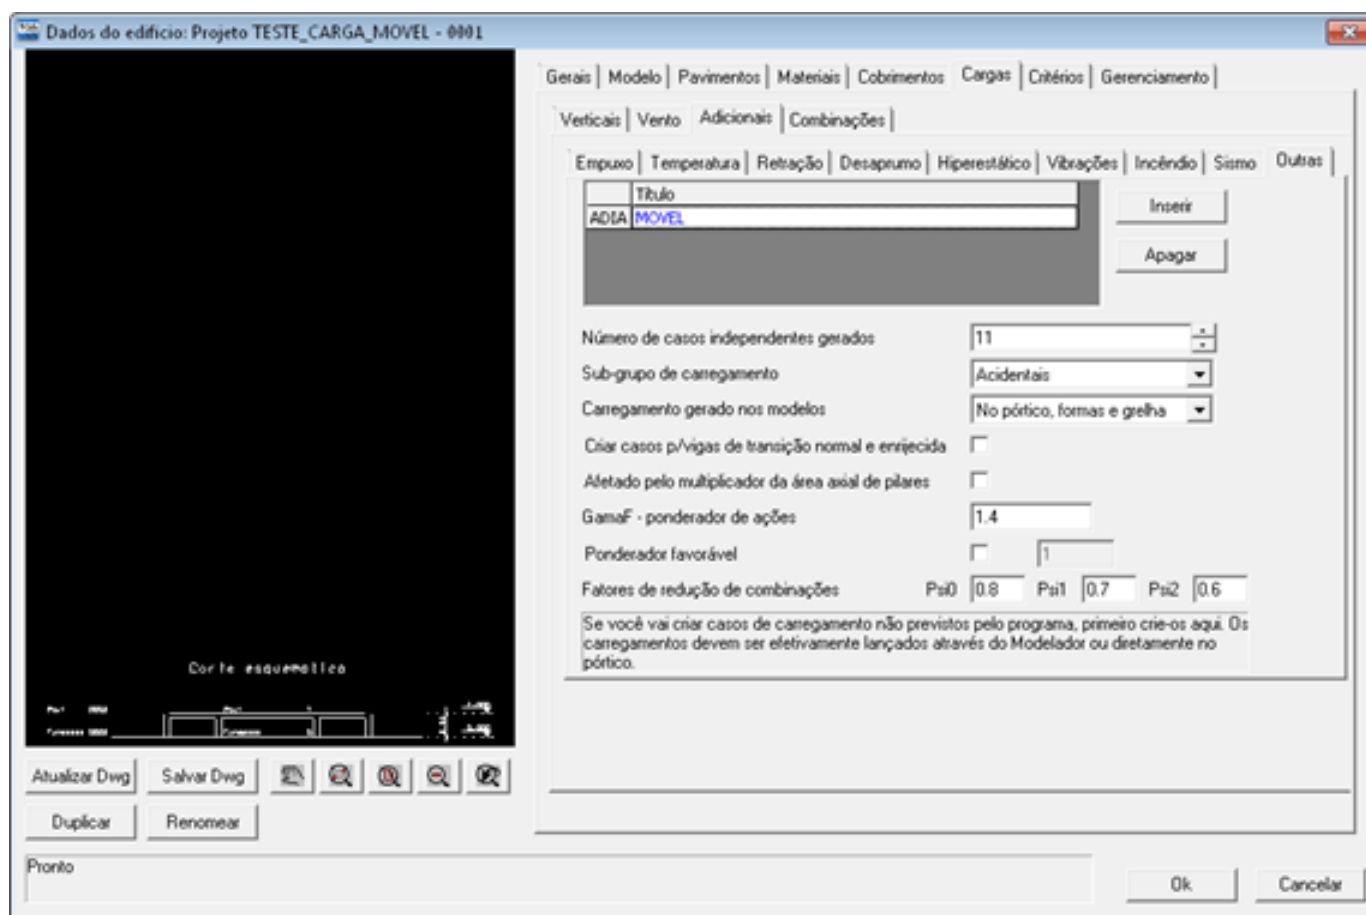 Dados do edificio: Projeto TESTE_CARGA_MOVEL - 0001
Gerais Modelo Pavimentos Materiais Cobrimentos Cargas Critérios Gerenciamento
Verticais Vento Adicionais Combinações
Empuxo Temperatura Retração Desaprumo Hiperestático Vibrações Incêndio Sismo Outras
Título
ADIA MOVEL
Inserir
Apagar
Número de casos independentes gerados 11
Sub-grupo de carregamento Acidentais
Carregamento gerado nos modelos No pórtico, formas e grelha
Criar casos p/vigas de transição normal e enrijecida
Afetado pelo multiplicador da área axial de pilares
GamaF - ponderador de ações 1.4
Ponderador favorável 1
Fatores de redução de combinações Psi0 0.8 Psi1 0.7 Psi2 0.6
Se você vai criar casos de carregamento não previstos pelo programa, primeiro crie-os aqui. Os
carregamentos devem ser efetivamente lançados através do Modelador ou diretamente no
pórtico.
Corte esquematico
Atualizar Dwg Salvar Dwg
Duplicar Renomear
Pronto
Ok Cancelar